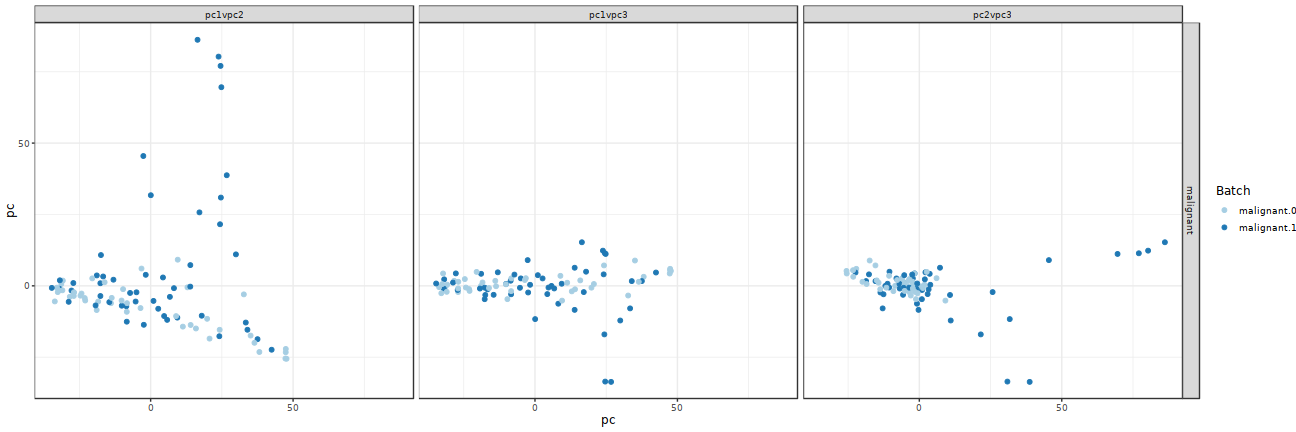 pc1vpc2
pc1vpc3
pc2vpc3
50
0
pc
0
50
0
50
0
50
pc
malignant
Batch
malignant.0
malignant.1